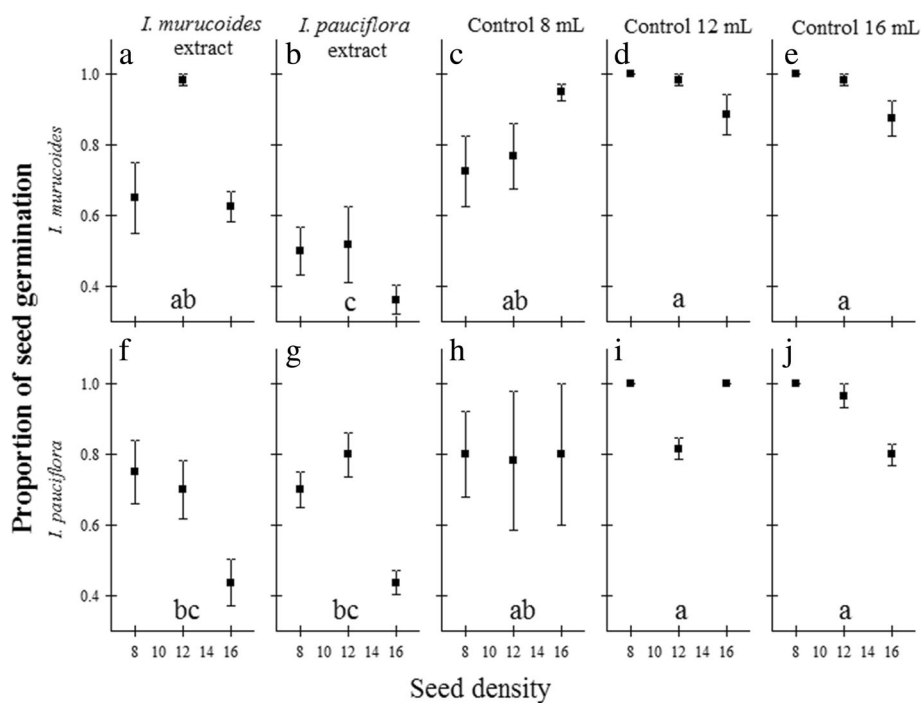 I. murucoides extract
I. pauciflora extract
Control 8 mL
Control 12 mL
Control 16 mL
a
b
c
d
e
1.0
0.8
0.6
0.4
ab
c
ab
a
a
I. murucoides
Proportion of seed germination
f
g
h
i
j
1.0
0.8
0.6
0.4
bc
bc
ab
a
a
I. pauciflora
8 10 12 14 16
8 10 12 14 16
8 10 12 14 16
8 10 12 14 16
8 10 12 14 16
Seed density